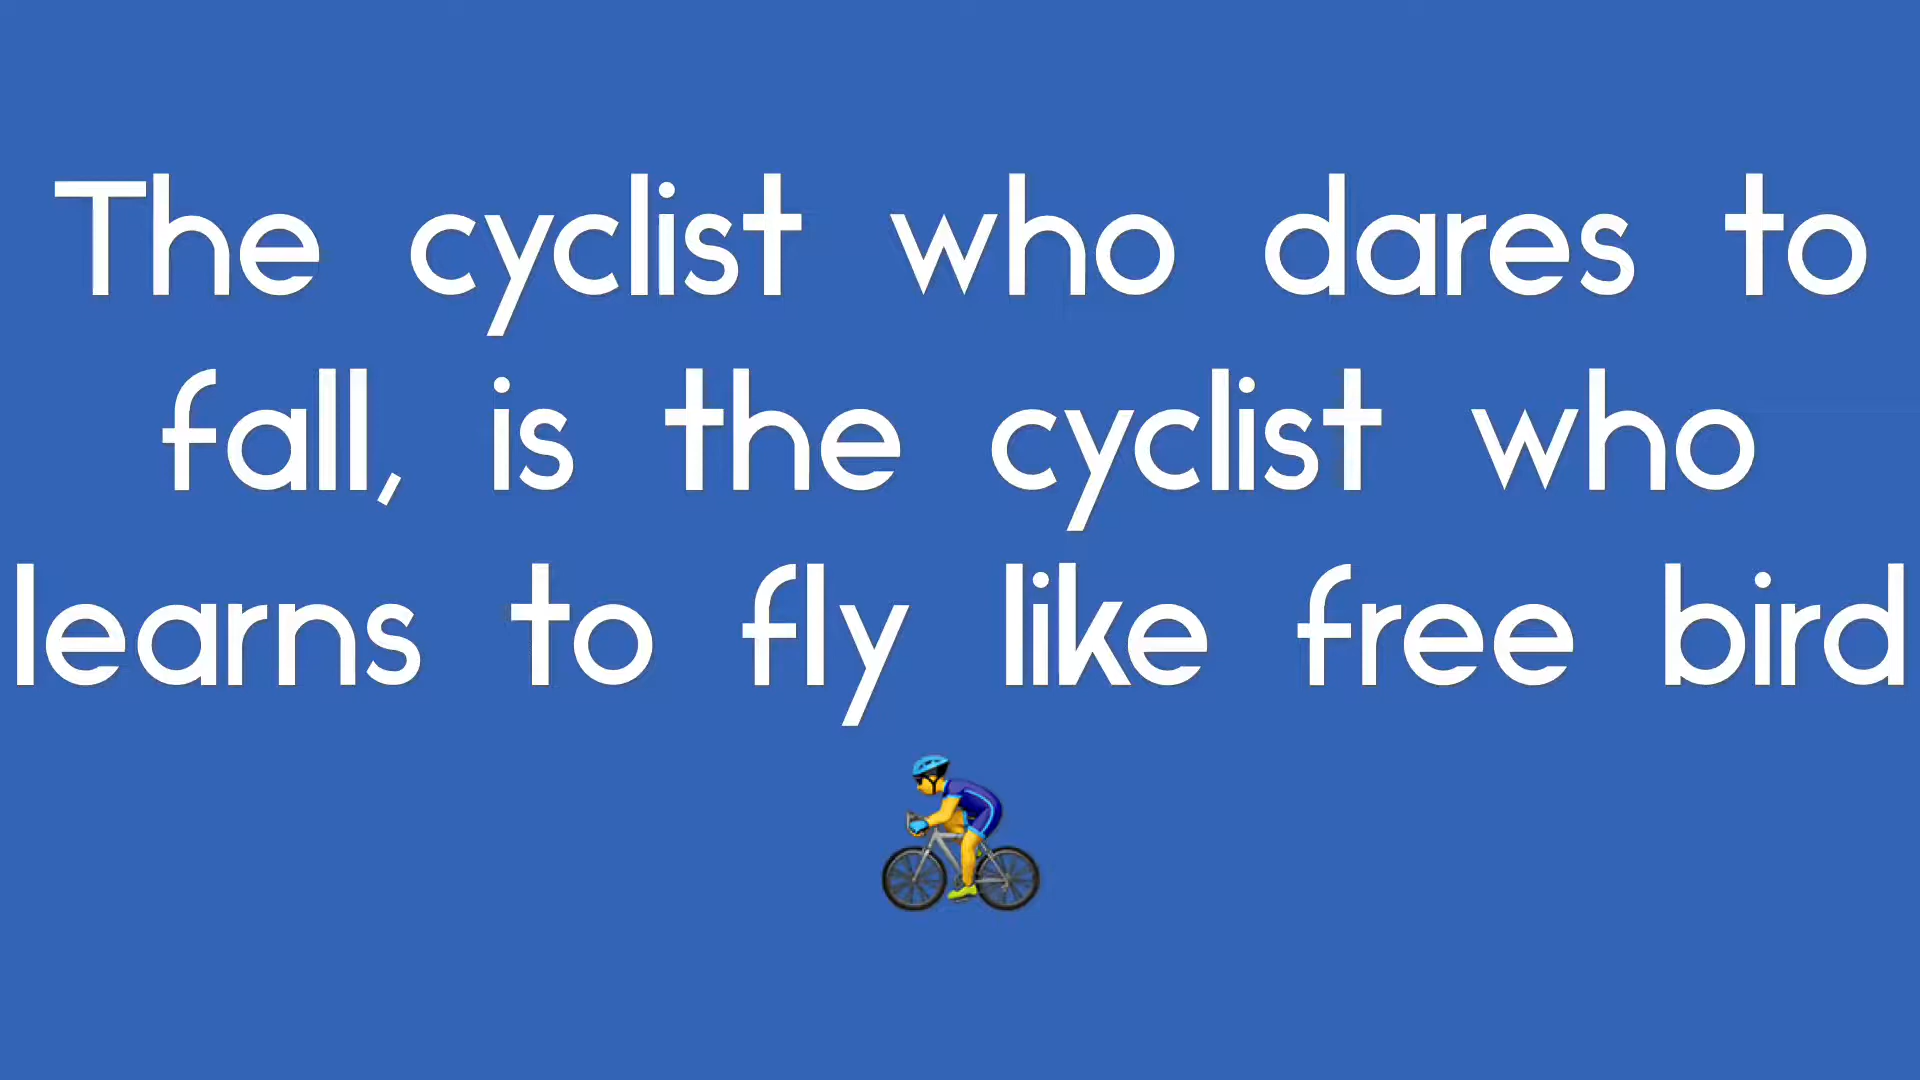 The cyclist who dares to
fall, is the cyclist who
learns to fly like free bird